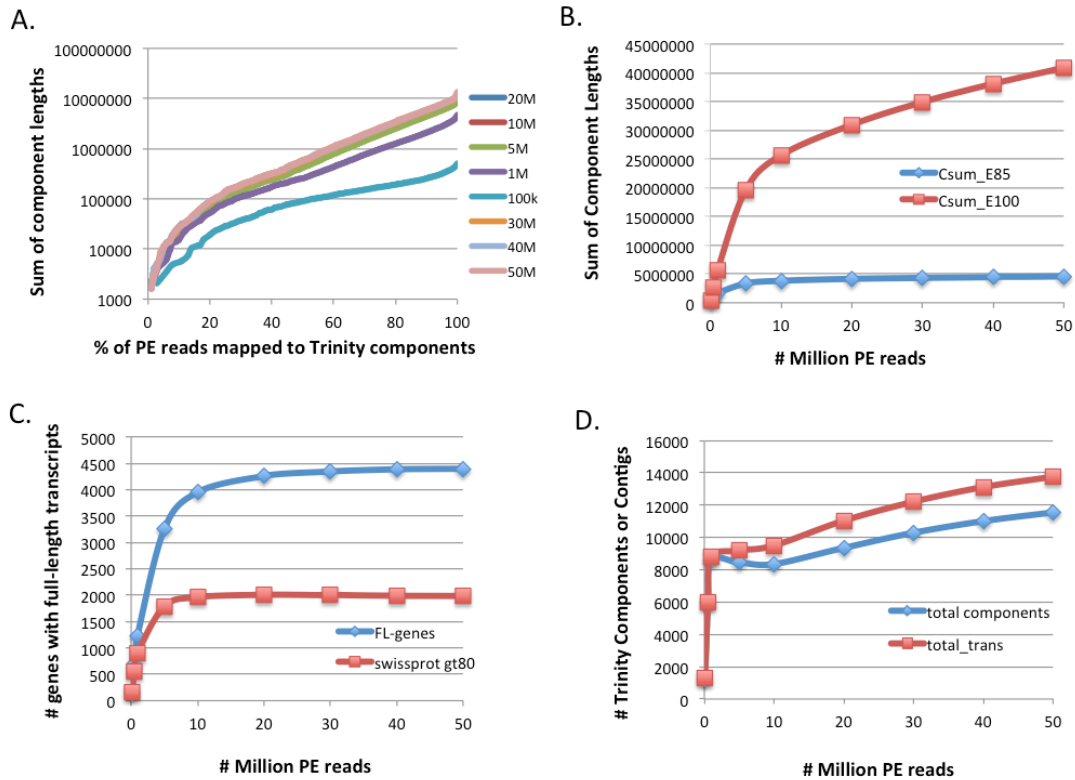 A.
Sum of component lengths
100000000
10000000
1000000
100000
10000
1000
0 20 40 60 80 100
% of PE reads mapped to Trinity components
20M
10M
5M
1M
100k
30M
40M
50M
B.
Sum of Component Lengths
45000000
40000000
35000000
30000000
25000000
20000000
15000000
10000000
5000000
0
0 10 20 30 40 50
# Million PE reads
Csum_E85
Csum_E100
C.
# genes with full-length transcripts
5000
4500
4000
3500
3000
2500
2000
1500
1000
500
0
0 10 20 30 40 50
# Million PE reads
FL-genes
swissprot gt80
D.
# Trinity Components or Contigs
16000
14000
12000
10000
8000
6000
4000
2000
0
0 10 20 30 40 50
# Million PE reads
total components
total_trans